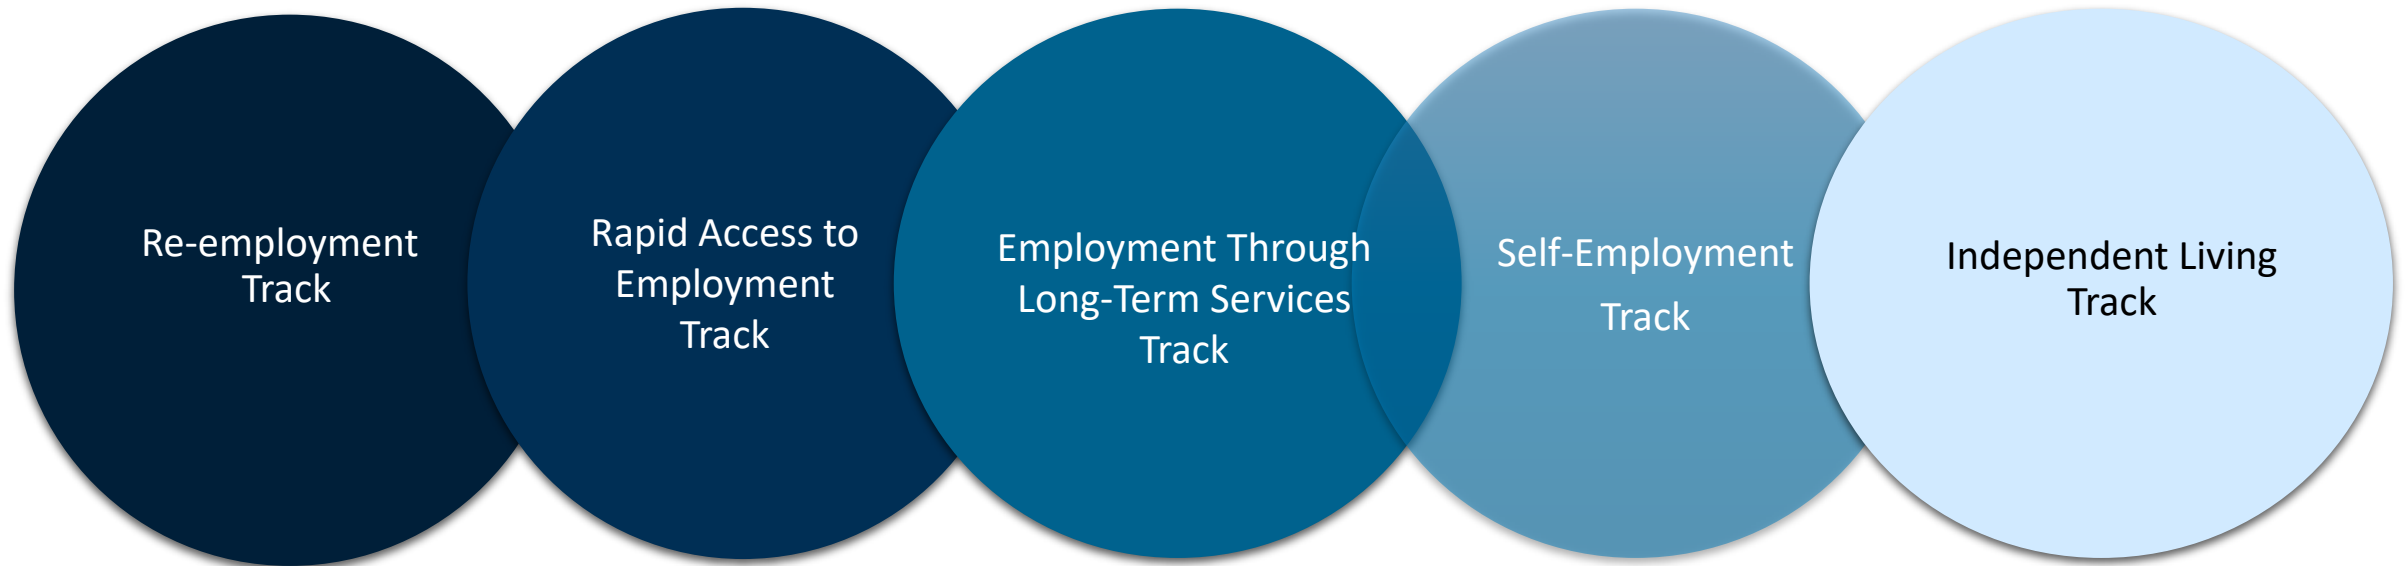 Re-employment
Track
Rapid Access to
Employment
Track
Employment Through
Long-Term Services
Track
Self-Employment
Track
Independent Living
Track